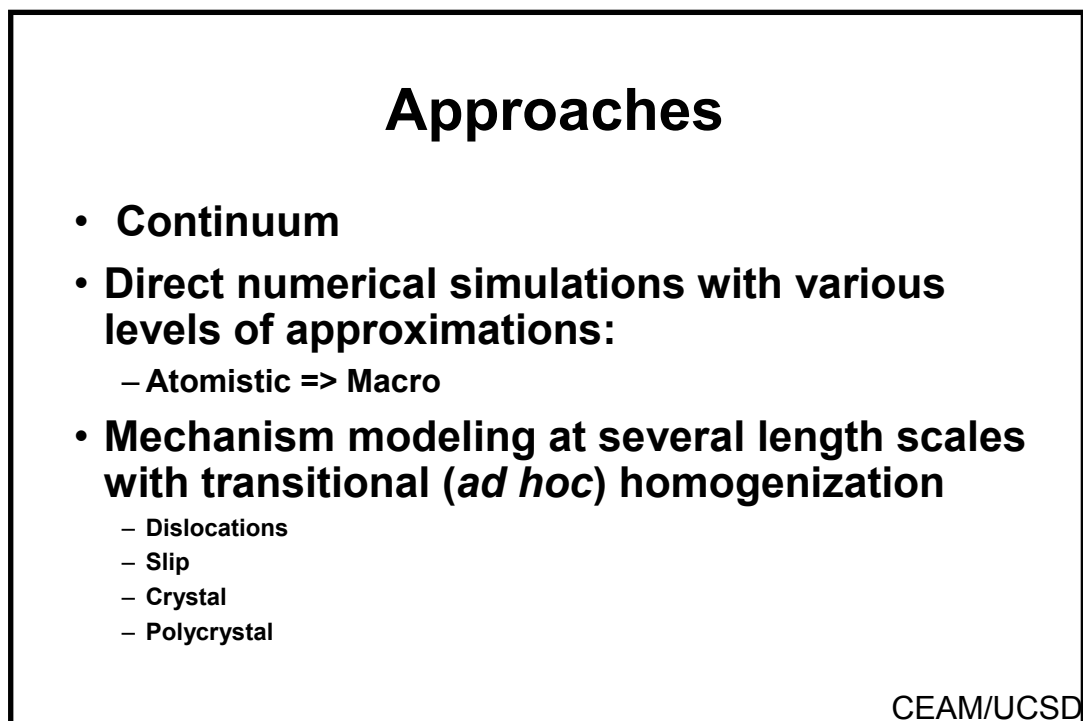 Approaches
• Continuum
• Direct numerical simulations with various
levels of approximations:
– Atomistic => Macro
• Mechanism modeling at several length scales
with transitional (ad hoc) homogenization
– Dislocations
– Slip
– Crystal
– Polycrystal
CEAM/UCSD